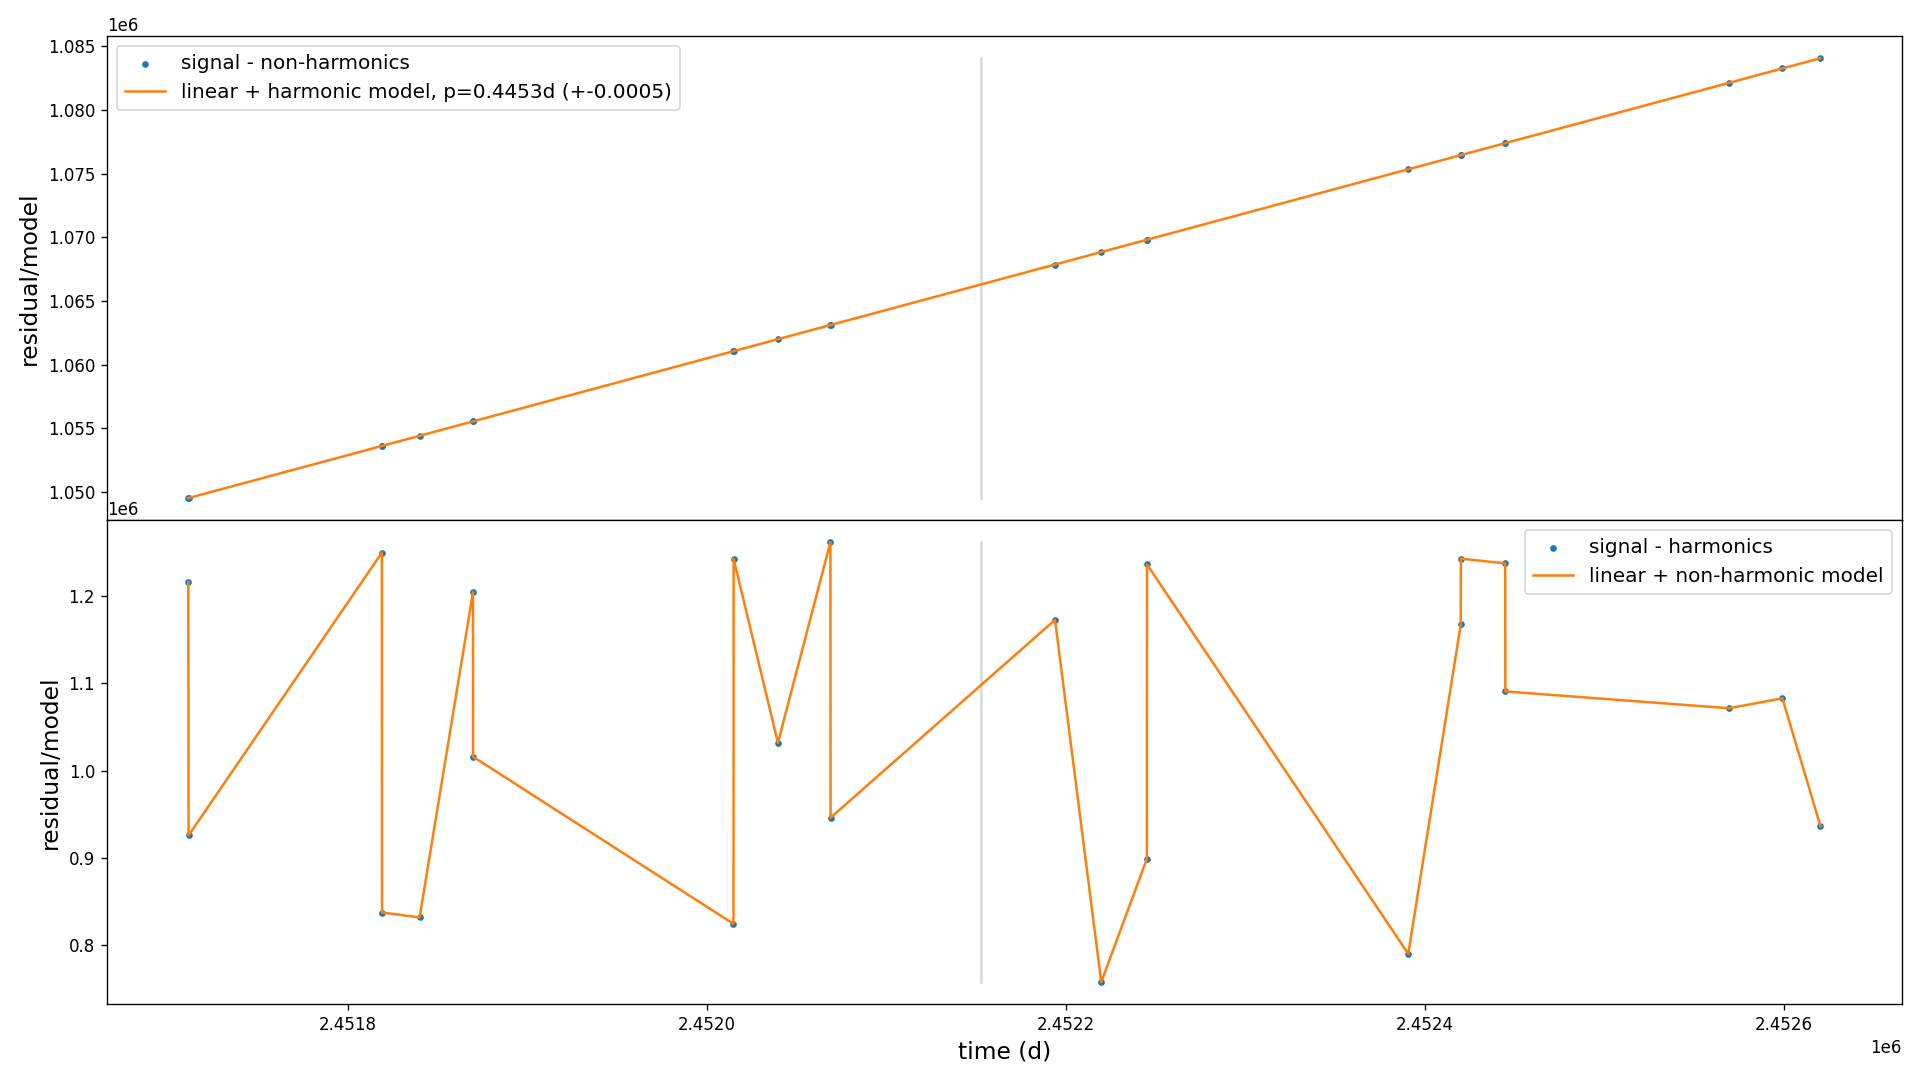 1e6
1.085
1.080
1.075
1.070
1.065
1.060
1.055
1.050
residual/model
signal - non-harmonics
linear + harmonic model, p=0.4453d (+-0.0005)
1e6
1.2
1.1
1.0
0.9
0.8
residual/model
signal - harmonics
linear + non-harmonic model
2.4518 2.4520 2.4522 2.4524 2.4526
1e6
time (d)